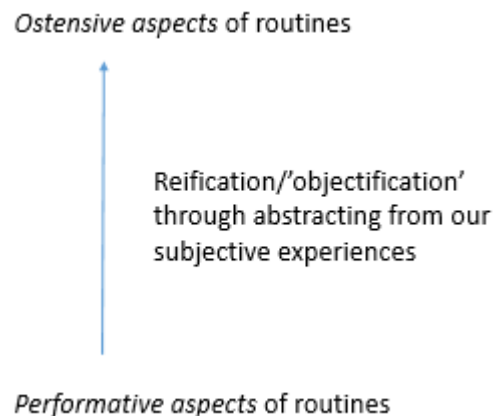 Ostensive aspects of routines
Reification/’objectification’
through abstracting from our
subjective experiences
Performative aspects of routines